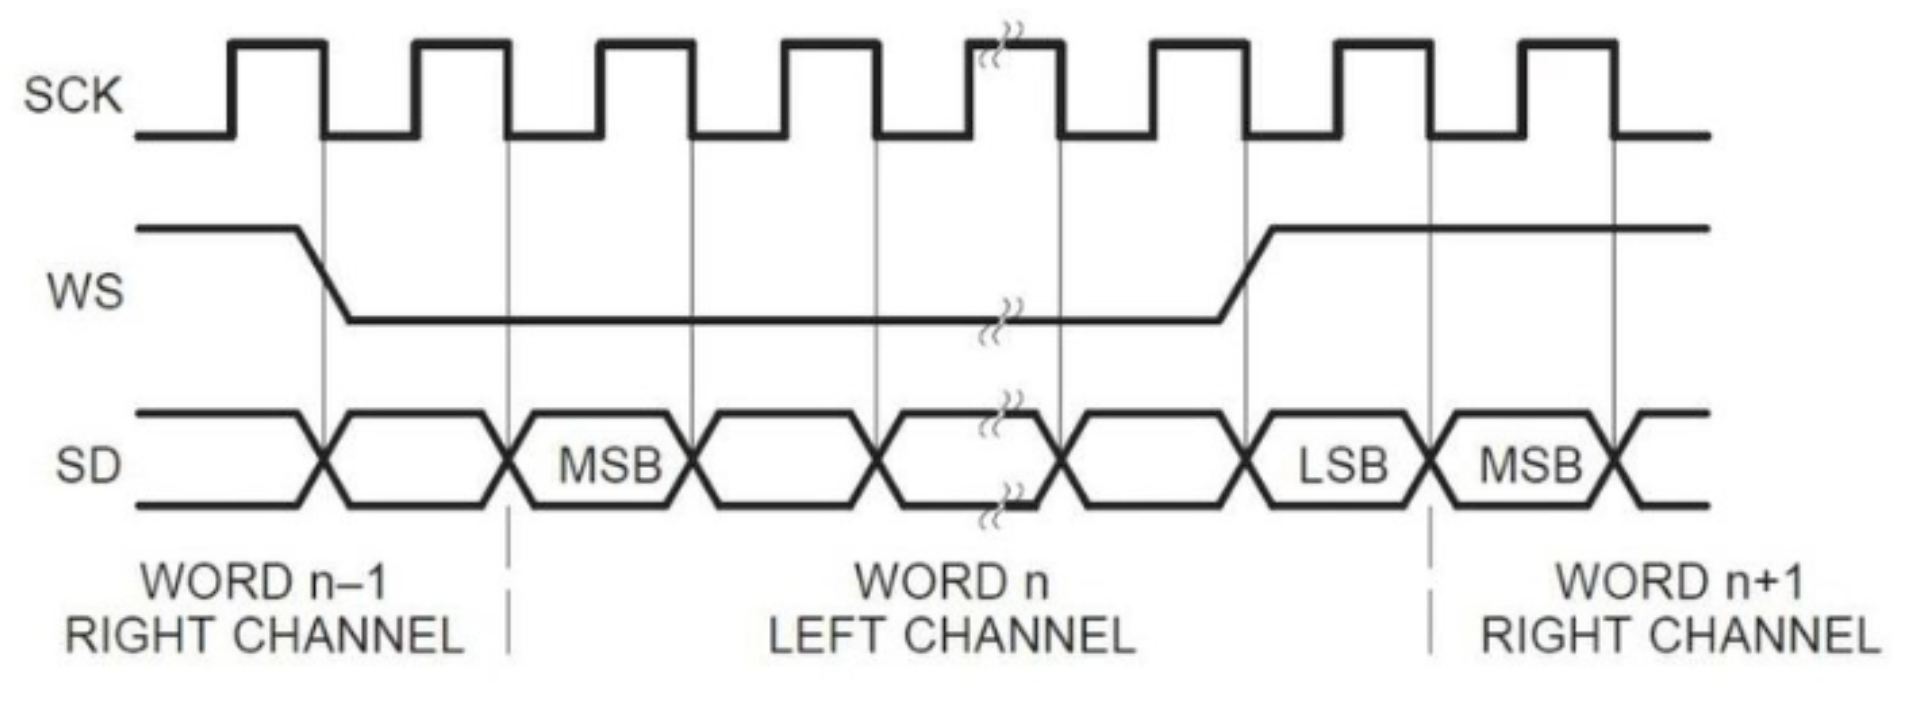 SCK
WS
SD
MSB
LSB
MSB
WORD n–1
RIGHT CHANNEL
WORD n
LEFT CHANNEL
WORD n+1
RIGHT CHANNEL